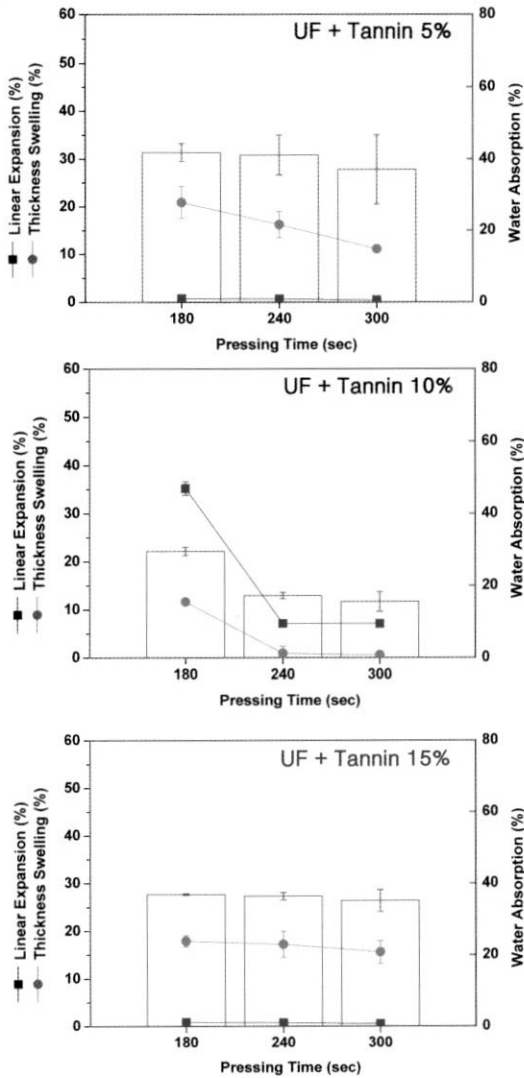 UF + Tannin 5%
60
50
40
30
20
10
0
80
60
40
20
0
Linear Expansion (%)
Thickness Swelling (%)
Water Absorption (%)
180 240 300
Pressing Time (sec)
UF + Tannin 10%
60
50
40
30
20
10
0
80
60
40
20
0
Linear Expansion (%)
Thickness Swelling (%)
Water Absorption (%)
180 240 300
Pressing Time (sec)
UF + Tannin 15%
60
50
40
30
20
10
0
80
60
40
20
0
Linear Expansion (%)
Thickness Swelling (%)
Water Absorption (%)
180 240 300
Pressing Time (sec)